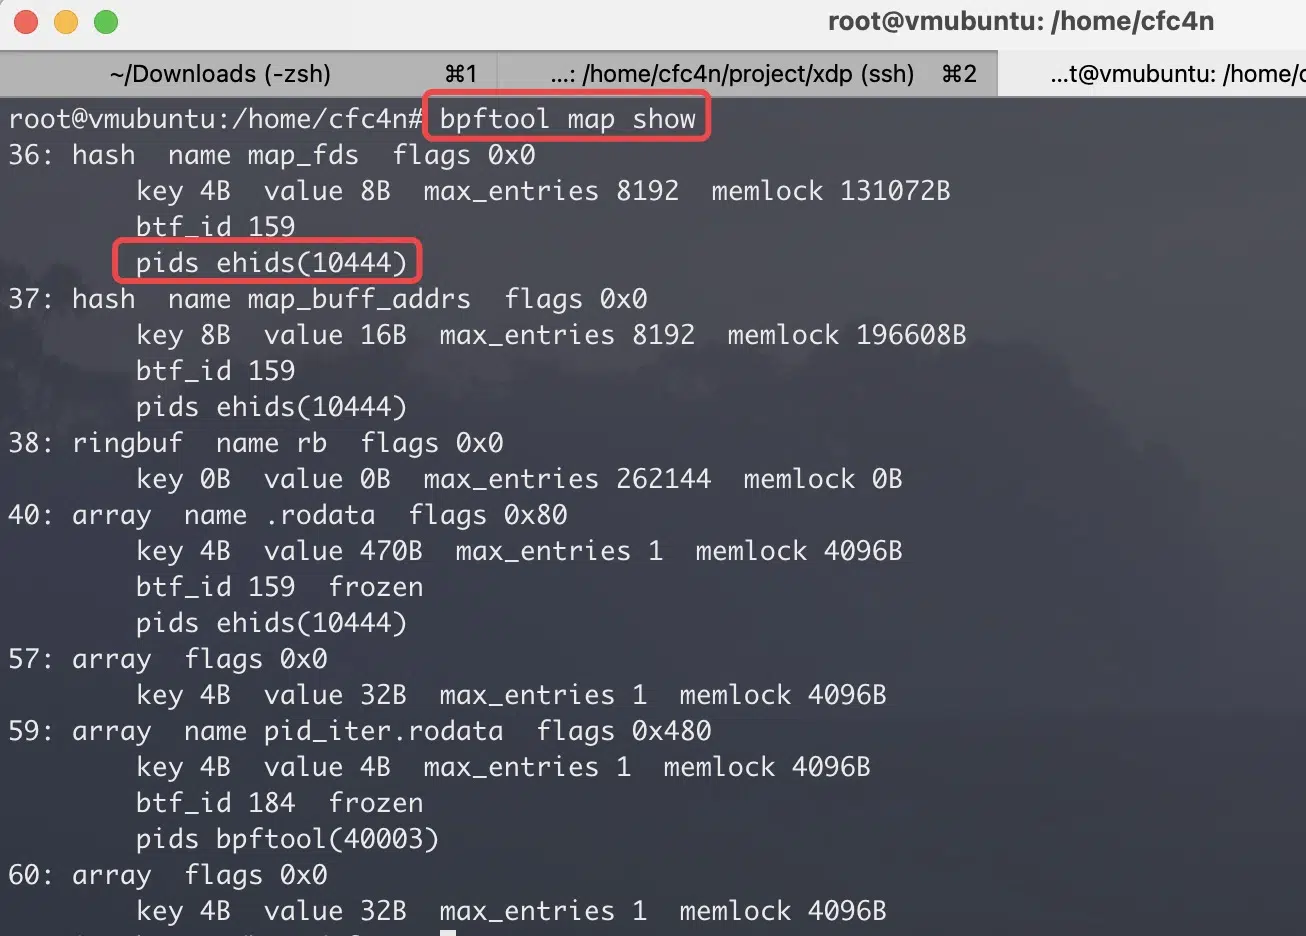 root@vmubuntu: /home/cfc4n
~/Downloads (-zsh) ⌘1 ...: /home/cfc4n/project/xdp (ssh) ⌘2 ...t@vmubuntu: /home/c
root@vmubuntu:/home/cfc4n# bpftool map show
36: hash  name map_fds  flags 0x0
        key 4B  value 8B  max_entries 8192  memlock 131072B
        btf_id 159
        pids ehids(10444)
37: hash  name map_buff_addrs  flags 0x0
        key 8B  value 16B  max_entries 8192  memlock 196608B
        btf_id 159
        pids ehids(10444)
38: ringbuf  name rb  flags 0x0
        key 0B  value 0B  max_entries 262144  memlock 0B
40: array  name .rodata  flags 0x80
        key 4B  value 470B  max_entries 1  memlock 4096B
        btf_id 159  frozen
        pids ehids(10444)
57: array  flags 0x0
        key 4B  value 32B  max_entries 1  memlock 4096B
59: array  name pid_iter.rodata  flags 0x480
        key 4B  value 4B  max_entries 1  memlock 4096B
        btf_id 184  frozen
        pids bpftool(40003)
60: array  flags 0x0
        key 4B  value 32B  max_entries 1  memlock 4096B